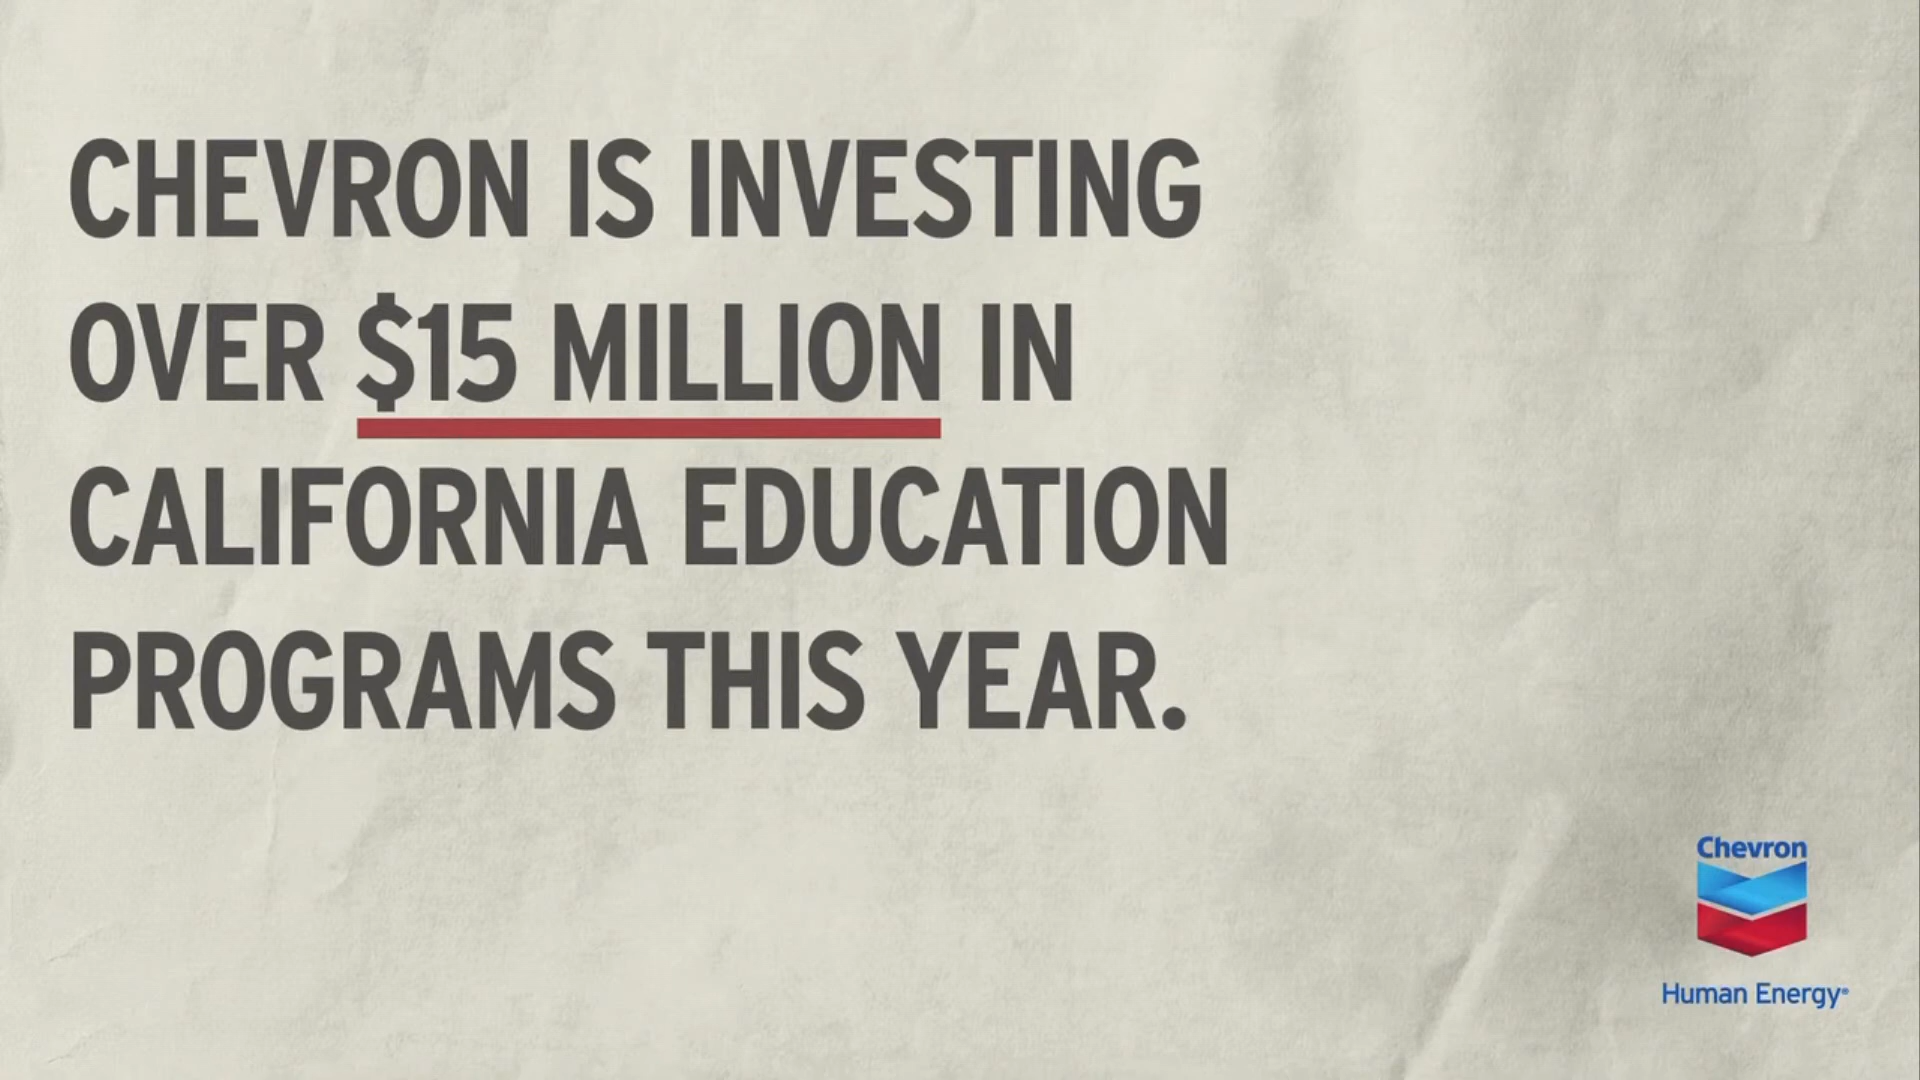 CHEVRON IS INVESTING
OVER $15 MILLION IN
CALIFORNIA EDUCATION
PROGRAMS THIS YEAR.
Chevron
Human Energy®